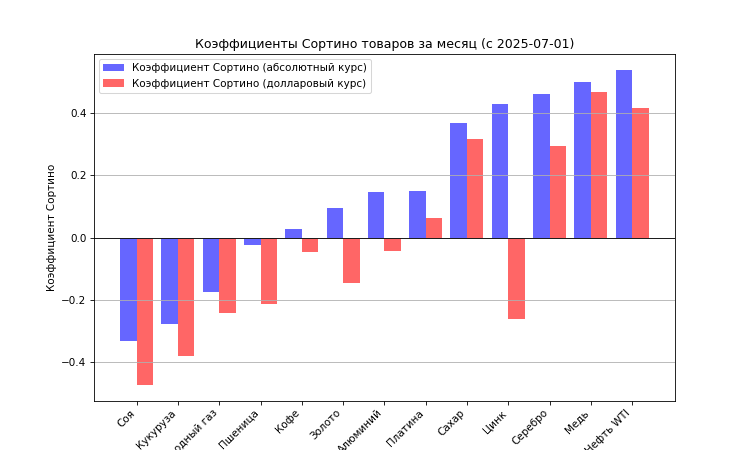 Коэффициенты Сортино товаров за месяц (с 2025-07-01)
Коэффициент Сортино (абсолютный курс)
Коэффициент Сортино (долларовый курс)
Коэффициент Сортино
0.4
0.2
0.0
−0.2
−0.4
Соя
Кукуруза
одный газ
Пшеница
Кофе
Золото
Алюминий
Платина
Сахар
Цинк
Серебро
Медь
Нефть WTI